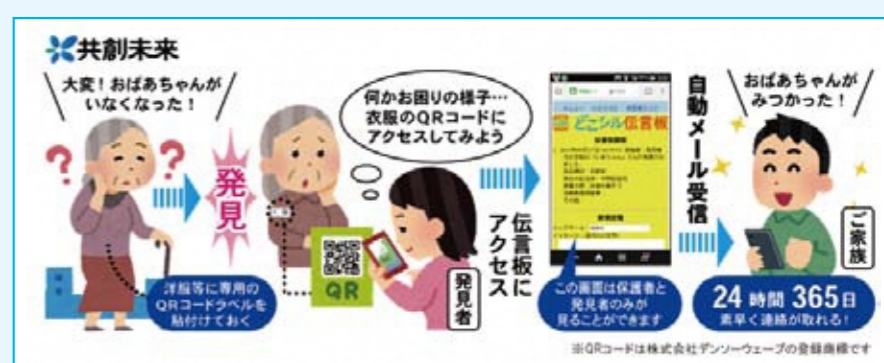 共創未来
大変！おばあちゃんが
いなくなった！
発見
洋服等に専用の
QRコードラベルを
貼付けておく
何かお困りの様子…
衣服のQRコードに
アクセスしてみよう
QR
発見者
伝言板に
アクセス
どこシル伝言板
この画面は保護者と
発見者のみが
見ることができます
自動メール受信
おばあちゃんが
みつかった！
ご家族
24時間 365日
素早く連絡が取れる！
※QRコードは株式会社デンソーウェーブの登録商標です